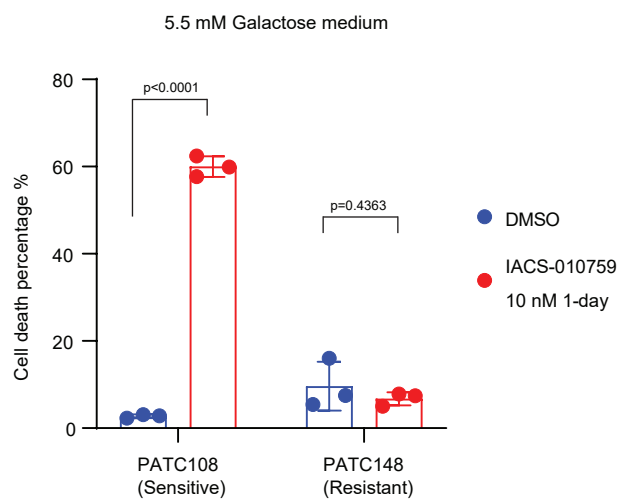 5.5 mM Galactose medium
80
60
40
20
0
Cell death percentage %
p<0.0001
p=0.4363
DMSO
IACS-010759
10 nM 1-day
PATC108
(Sensitive)
PATC148
(Resistant)